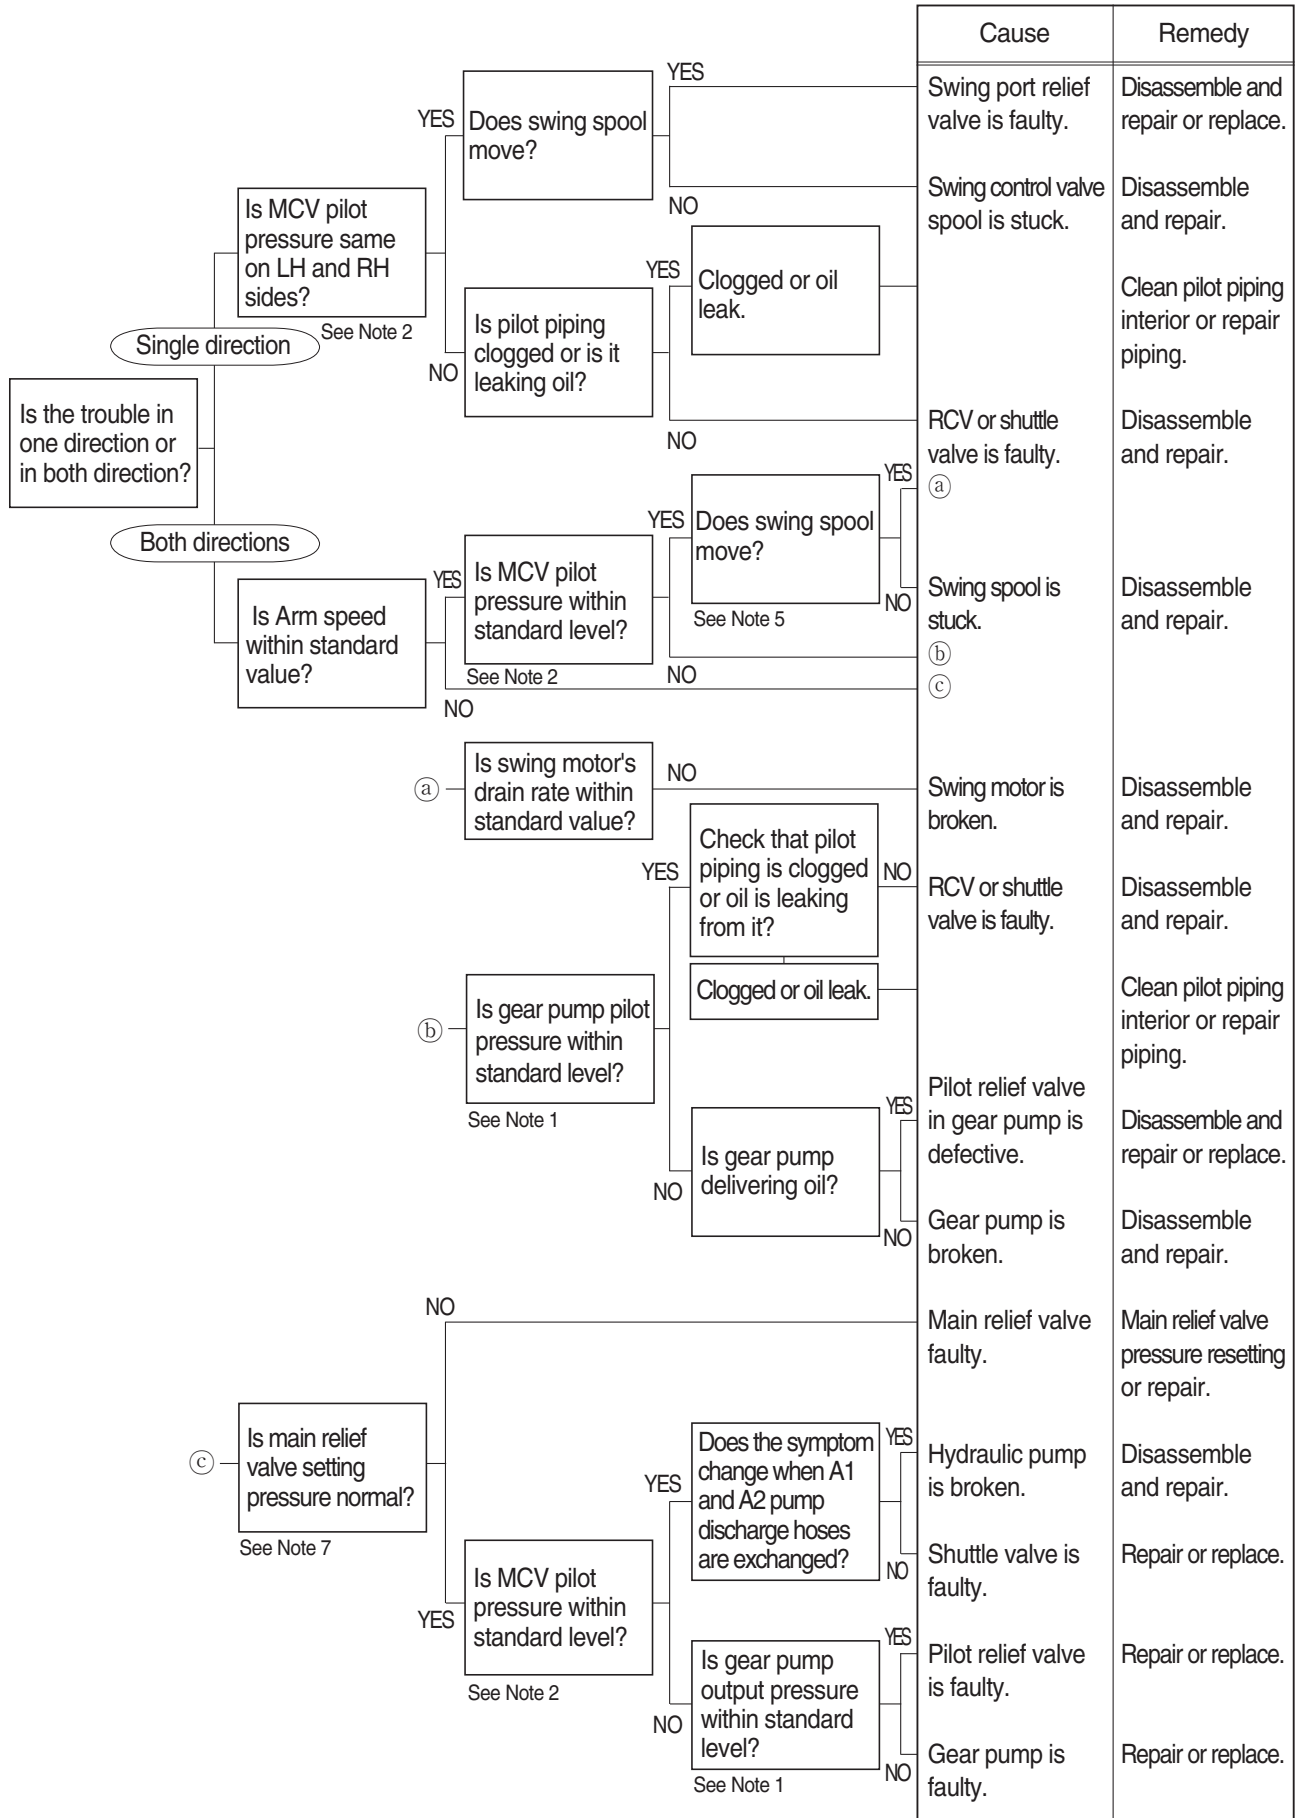 Cause
Remedy
YES
Does swing spool
move?
YES
Swing port relief
valve is faulty.
Disassemble and
repair or replace.
NO
Swing control valve
spool is stuck.
Disassemble
and repair.
Is MCV pilot
pressure same
on LH and RH
sides?
See Note 2
Single direction
NO
Is pilot piping
clogged or is it
leaking oil?
YES
Clogged or oil
leak.
Clean pilot piping
interior or repair
piping.
NO
RCV or shuttle
valve is faulty.
Disassemble
and repair.
Is the trouble in
one direction or
in both direction?
Both directions
Is Arm speed
within standard
value?
YES
Is MCV pilot
pressure within
standard level?
See Note 2
YES
Does swing spool
move?
See Note 5
YES
ⓐ
NO
Swing spool is
stuck.
Disassemble
and repair.
NO
ⓑ
NO
ⓒ
ⓐ
Is swing motor's
drain rate within
standard value?
NO
Swing motor is
broken.
Disassemble
and repair.
ⓑ
Is gear pump pilot
pressure within
standard level?
See Note 1
YES
Check that pilot
piping is clogged
or oil is leaking
from it?
NO
RCV or shuttle
valve is faulty.
Disassemble
and repair.
Clogged or oil leak.
Clean pilot piping
interior or repair
piping.
NO
Is gear pump
delivering oil?
YES
Pilot relief valve
in gear pump is
defective.
Disassemble and
repair or replace.
NO
Gear pump is
broken.
Disassemble
and repair.
ⓒ
Is main relief
valve setting
pressure normal?
See Note 7
NO
Main relief valve
faulty.
Main relief valve
pressure resetting
or repair.
YES
Is MCV pilot
pressure within
standard level?
See Note 2
YES
Does the symptom
change when A1
and A2 pump
discharge hoses
are exchanged?
YES
Hydraulic pump
is broken.
Disassemble
and repair.
NO
Shuttle valve is
faulty.
Repair or replace.
NO
Is gear pump
output pressure
within standard
level?
See Note 1
YES
Pilot relief valve
is faulty.
Repair or replace.
NO
Gear pump is
faulty.
Repair or replace.